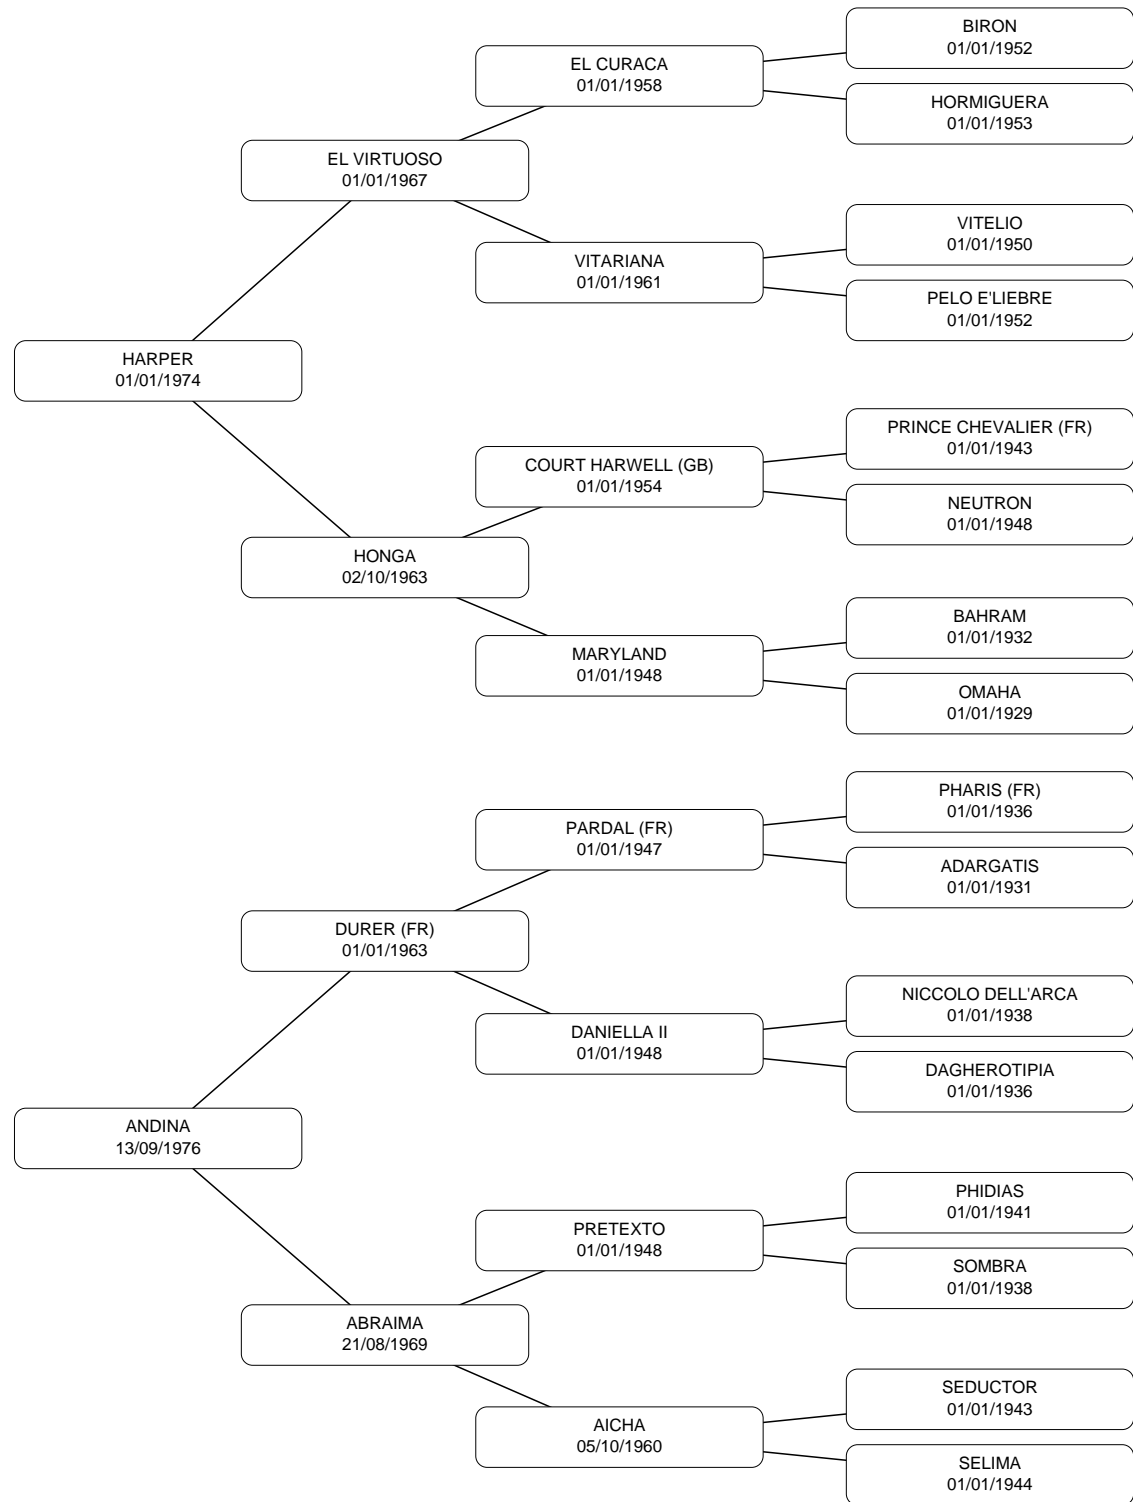 BIRON
01/01/1952
EL CURACA
01/01/1958
HORMIGUERA
01/01/1953
EL VIRTUOSO
01/01/1967
VITELIO
01/01/1950
VITARIANA
01/01/1961
PELO E'LIEBRE
01/01/1952
HARPER
01/01/1974
PRINCE CHEVALIER (FR)
01/01/1943
COURT HARWELL (GB)
01/01/1954
NEUTRON
01/01/1948
HONGA
02/10/1963
BAHRAM
01/01/1932
MARYLAND
01/01/1948
OMAHA
01/01/1929
PHARIS (FR)
01/01/1936
PARDAL (FR)
01/01/1947
ADARGATIS
01/01/1931
DURER (FR)
01/01/1963
NICCOLO DELL'ARCA
01/01/1938
DANIELLA II
01/01/1948
DAGHEROTIPIA
01/01/1936
ANDINA
13/09/1976
PHIDIAS
01/01/1941
PRETEXTO
01/01/1948
SOMBRA
01/01/1938
ABRAIMA
21/08/1969
SEDUCTOR
01/01/1943
AICHA
05/10/1960
SELIMA
01/01/1944